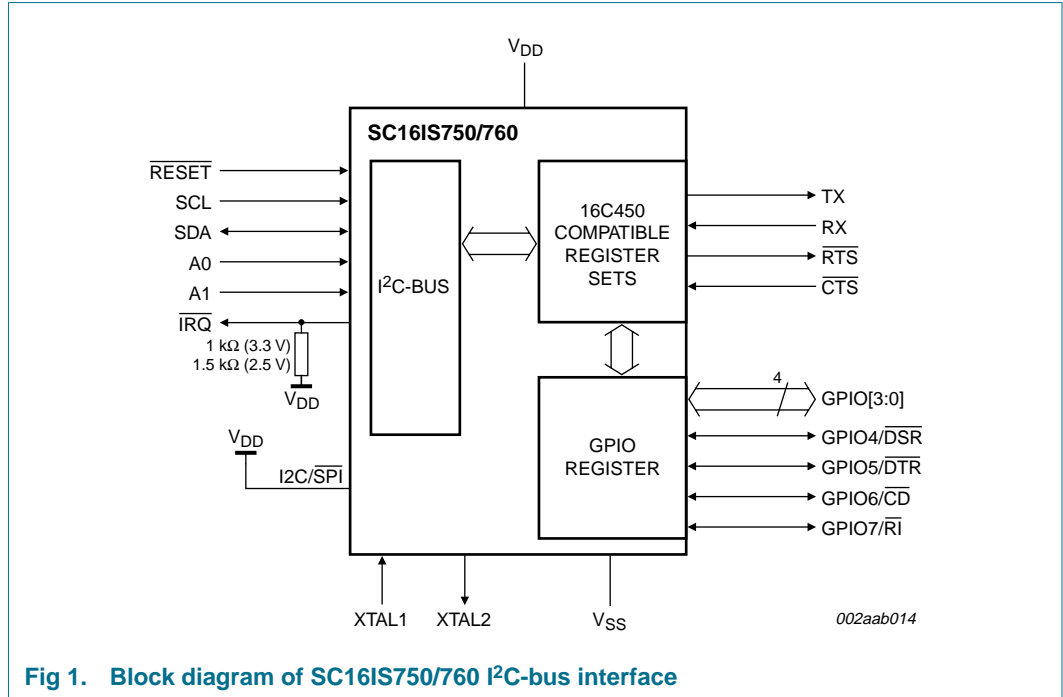 VDD
SC16IS750/760
RESET
SCL
SDA
A0
A1
IRQ
1 kΩ (3.3 V)
1.5 kΩ (2.5 V)
VDD
VDD
I2C/SPI
I²C-BUS
16C450
COMPATIBLE
REGISTER
SETS
TX
RX
RTS
CTS
GPIO
REGISTER
4
GPIO[3:0]
GPIO4/DSR
GPIO5/DTR
GPIO6/CD
GPIO7/RI
XTAL1
XTAL2
VSS
002aab014
Fig 1. Block diagram of SC16IS750/760 I²C-bus interface